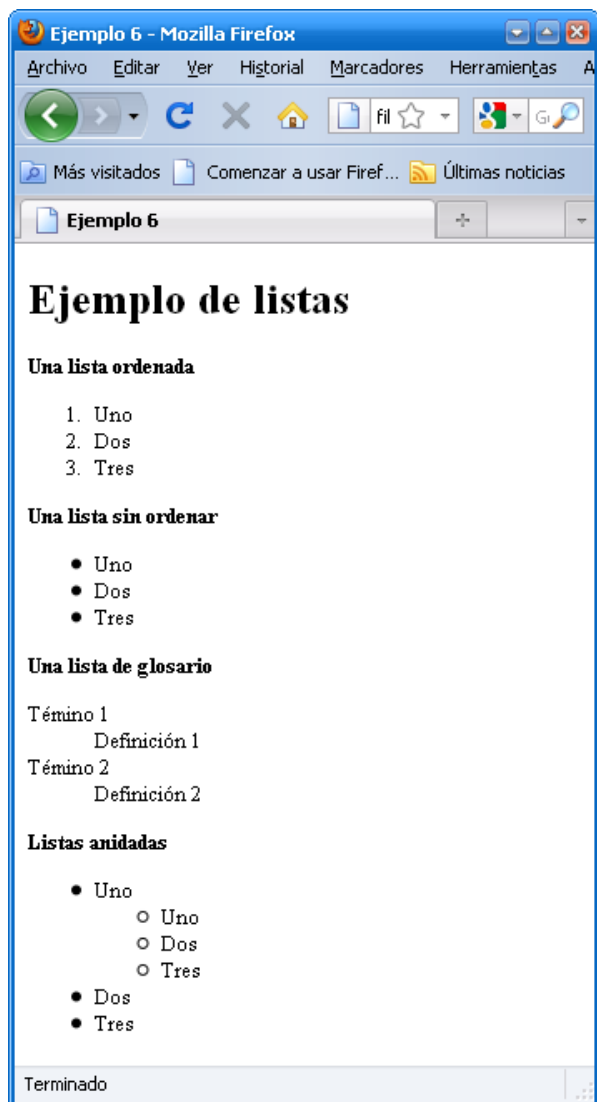 Ejemplo 6 - Mozilla Firefox
Archivo Editar Ver Historial Marcadores Herramientas A
fil
Más visitados Comenzar a usar Firef... Últimas noticias
Ejemplo 6
Ejemplo de listas
Una lista ordenada
1. Uno
2. Dos
3. Tres
Una lista sin ordenar
● Uno
● Dos
● Tres
Una lista de glosario
Témino 1
Definición 1
Témino 2
Definición 2
Listas anidadas
● Uno
○ Uno
○ Dos
○ Tres
● Dos
● Tres
Terminado